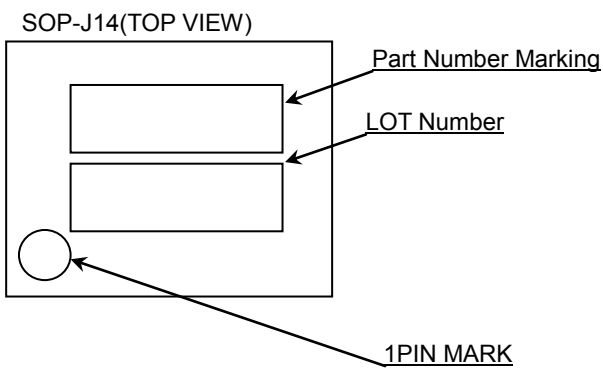 SOP-J14(TOP VIEW)
Part Number Marking
LOT Number
1PIN MARK